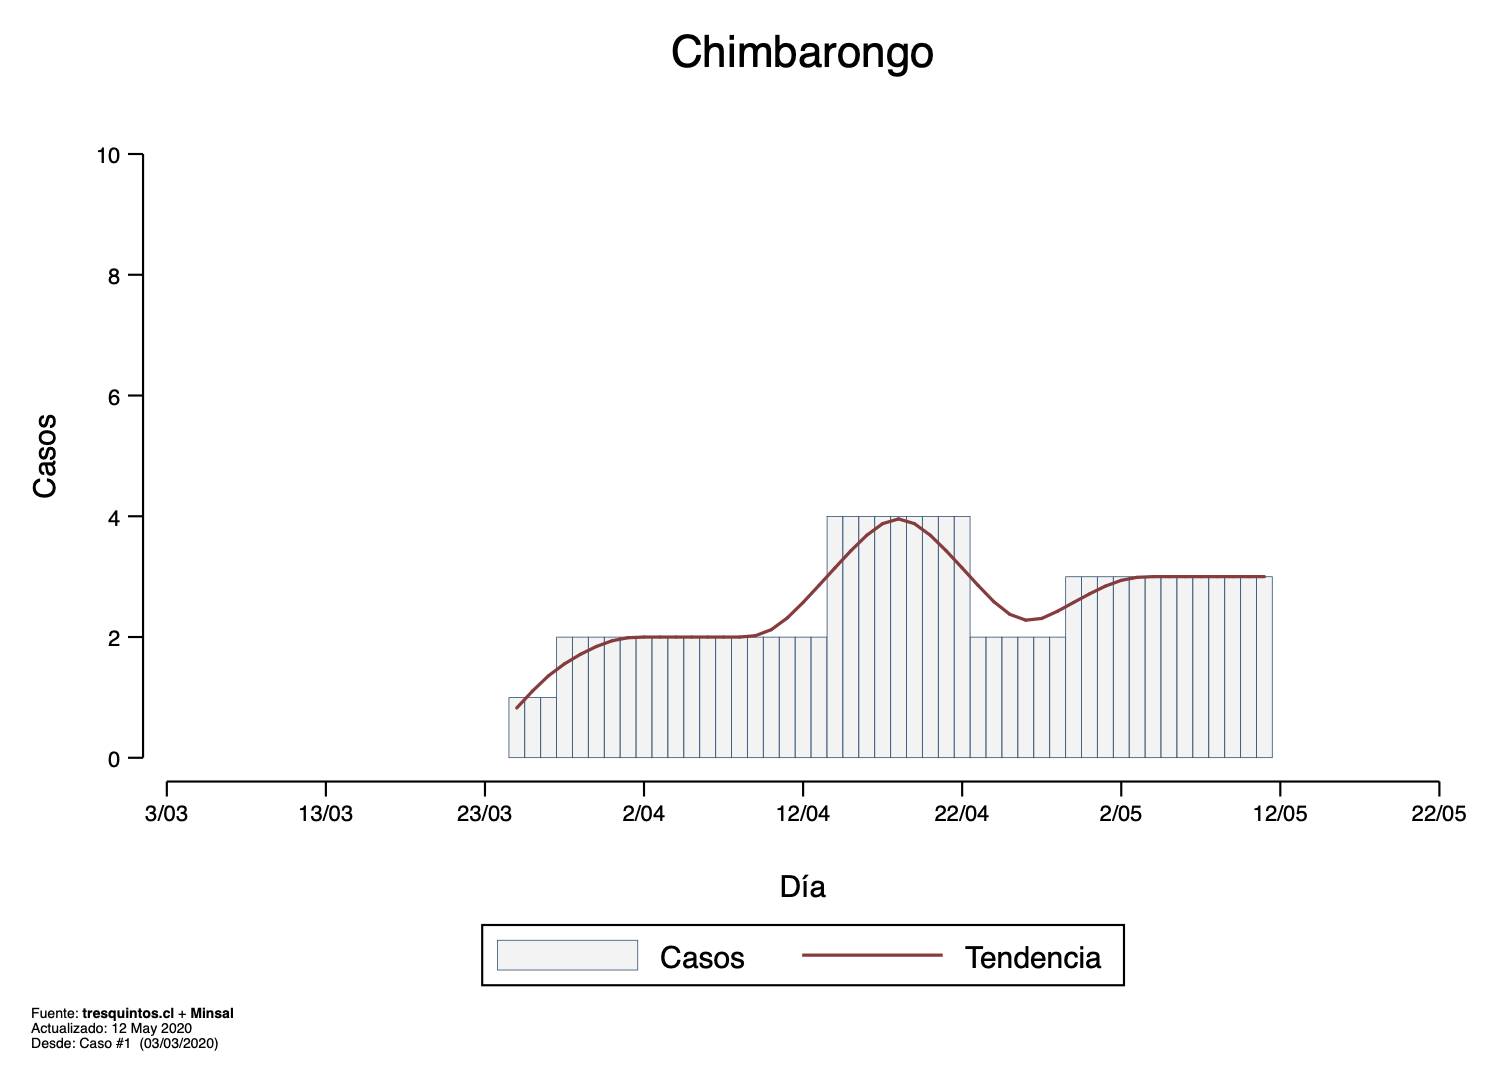 Chimbarongo
10
8
6
4
2
0
Casos
3/03 13/03 23/03 2/04 12/04 22/04 2/05 12/05 22/05
Día
Casos Tendencia
Fuente: tresquintos.cl + Minsal
Actualizado: 12 May 2020
Desde: Caso #1 (03/03/2020)